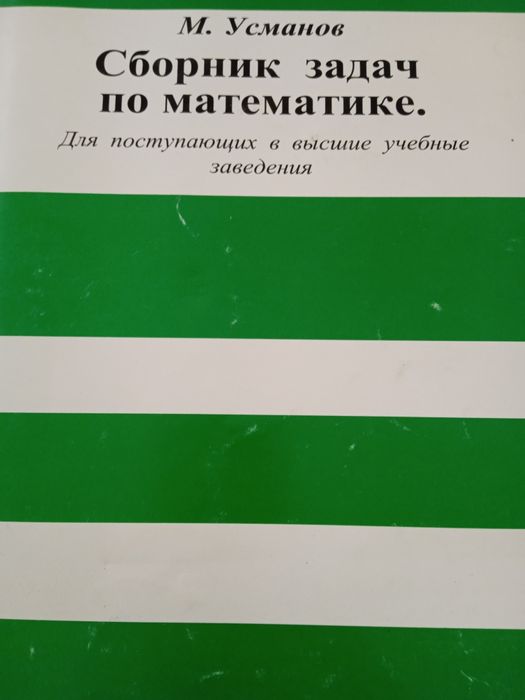 М. Усманов
Сборник задач
по математике.
Для поступающих в высшие учебные
заведения